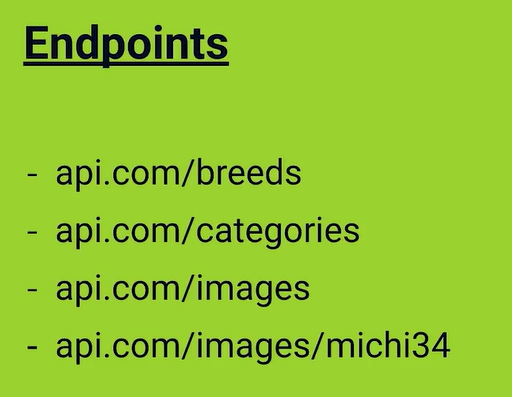 Endpoints
- api.com/breeds
- api.com/categories
- api.com/images
- api.com/images/michi34